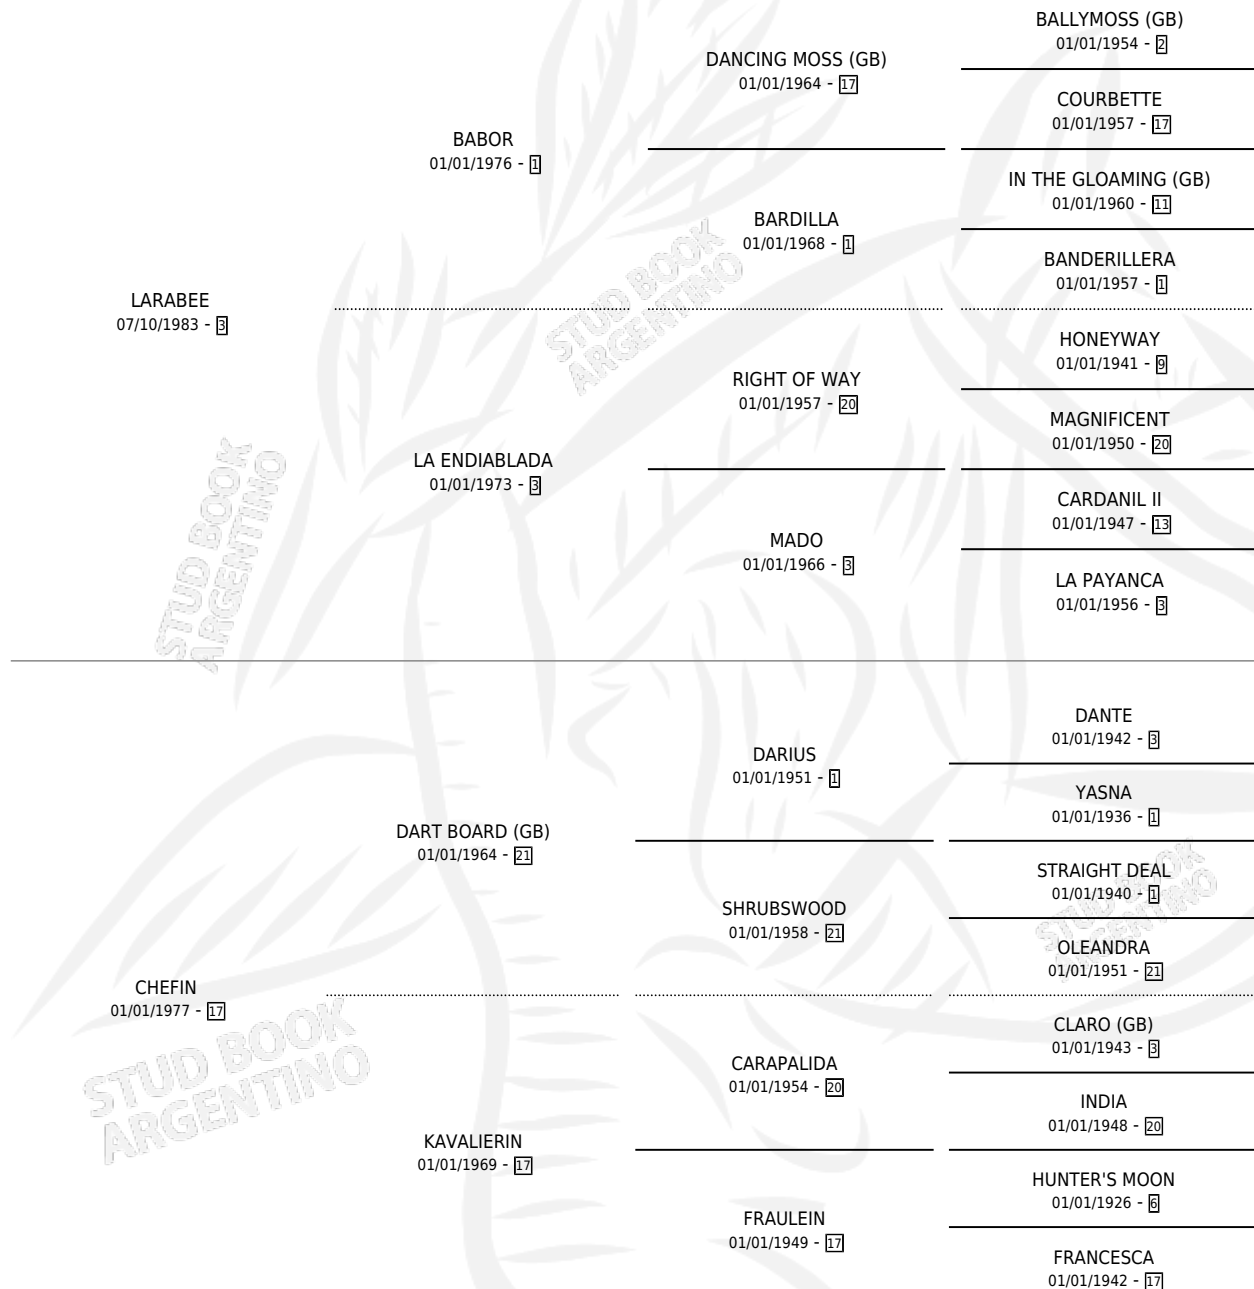 BALLYMOSS (GB)
01/01/1954 - 2
DANCING MOSS (GB)
01/01/1964 - 17
COURBETTE
01/01/1957 - 17
BABOR
01/01/1976 - 1
IN THE GLOAMING (GB)
01/01/1960 - 11
BARDILLA
01/01/1968 - 1
BANDERILLERA
01/01/1957 - 1
LARABEE
07/10/1983 - 3
HONEYWAY
01/01/1941 - 9
RIGHT OF WAY
01/01/1957 - 20
MAGNIFICENT
01/01/1950 - 20
LA ENDIABLADA
01/01/1973 - 3
CARDANIL II
01/01/1947 - 13
MADO
01/01/1966 - 3
LA PAYANCA
01/01/1956 - 3
STUD BOOK
ARGENTINO
STUD BOOK
ARGENTINO
DANTE
01/01/1942 - 3
DARIUS
01/01/1951 - 1
YASNA
01/01/1936 - 1
DART BOARD (GB)
01/01/1964 - 21
STRAIGHT DEAL
01/01/1940 - 1
SHRUBSWOOD
01/01/1958 - 21
OLEANDRA
01/01/1951 - 21
CHEFIN
01/01/1977 - 17
CLARO (GB)
01/01/1943 - 3
CARAPALIDA
01/01/1954 - 20
INDIA
01/01/1948 - 20
KAVALIERIN
01/01/1969 - 17
HUNTER'S MOON
01/01/1926 - 6
FRAULEIN
01/01/1949 - 17
FRANCESCA
01/01/1942 - 17
STUD BOOK
ARGENTINO
STUD BOOK
ARGENTINO